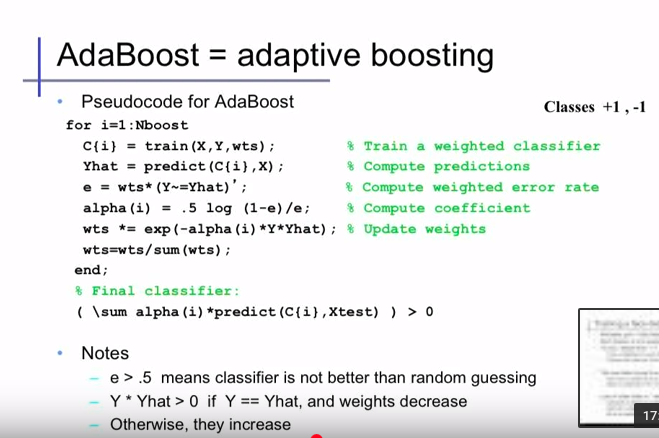 AdaBoost = adaptive boosting
• Pseudocode for AdaBoost
Classes +1 , -1
for i=1:Nboost
C{i} = train(X,Y,wts); % Train a weighted classifier
Yhat = predict(C{i},X); % Compute predictions
e = wts*(Y~=Yhat)'; % Compute weighted error rate
alpha(i) = .5 log (1-e)/e; % Compute coefficient
wts *= exp(-alpha(i)*Y*Yhat); % Update weights
wts=wts/sum(wts);
end;
% Final classifier:
( \sum alpha(i)*predict(C{i},Xtest) ) > 0
• Notes
– e > .5 means classifier is not better than random guessing
– Y * Yhat > 0 if Y == Yhat, and weights decrease
– Otherwise, they increase